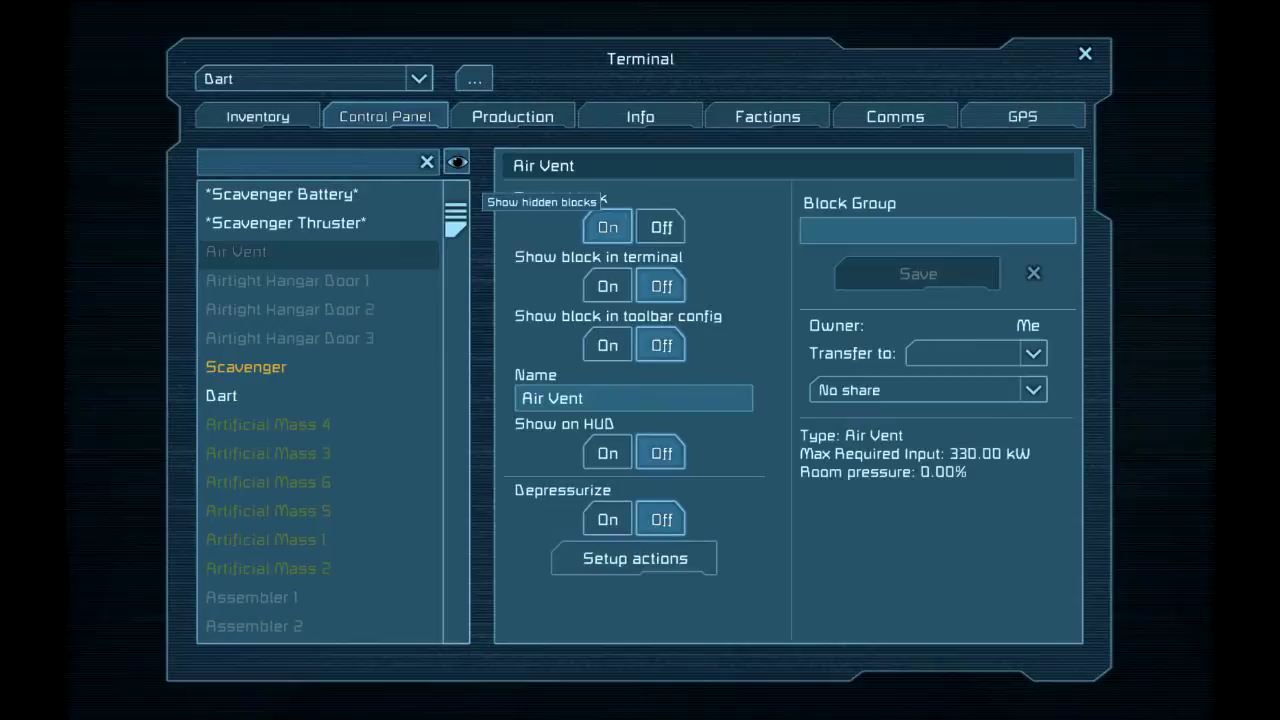 Terminal
Dart
...
Inventory
Control Panel
Production
Info
Factions
Comms
GPS
*Scavenger Battery*
*Scavenger Thruster*
Air Vent
Airtight Hangar Door 1
Airtight Hangar Door 2
Airtight Hangar Door 3
Scavenger
Dart
Artificial Mass 4
Artificial Mass 3
Artificial Mass 6
Artificial Mass 5
Artificial Mass 1
Artificial Mass 2
Assembler 1
Assembler 2
Air Vent
Show hidden blocks
On Off
Show block in terminal
On Off
Show block in toolbar config
On Off
Name
Air Vent
Show on HUD
On Off
Depressurize
On Off
Setup actions
Block Group
Save
Owner: Me
Transfer to:
No share
Type: Air Vent
Max Required Input: 330.00 kW
Room pressure: 0.00%